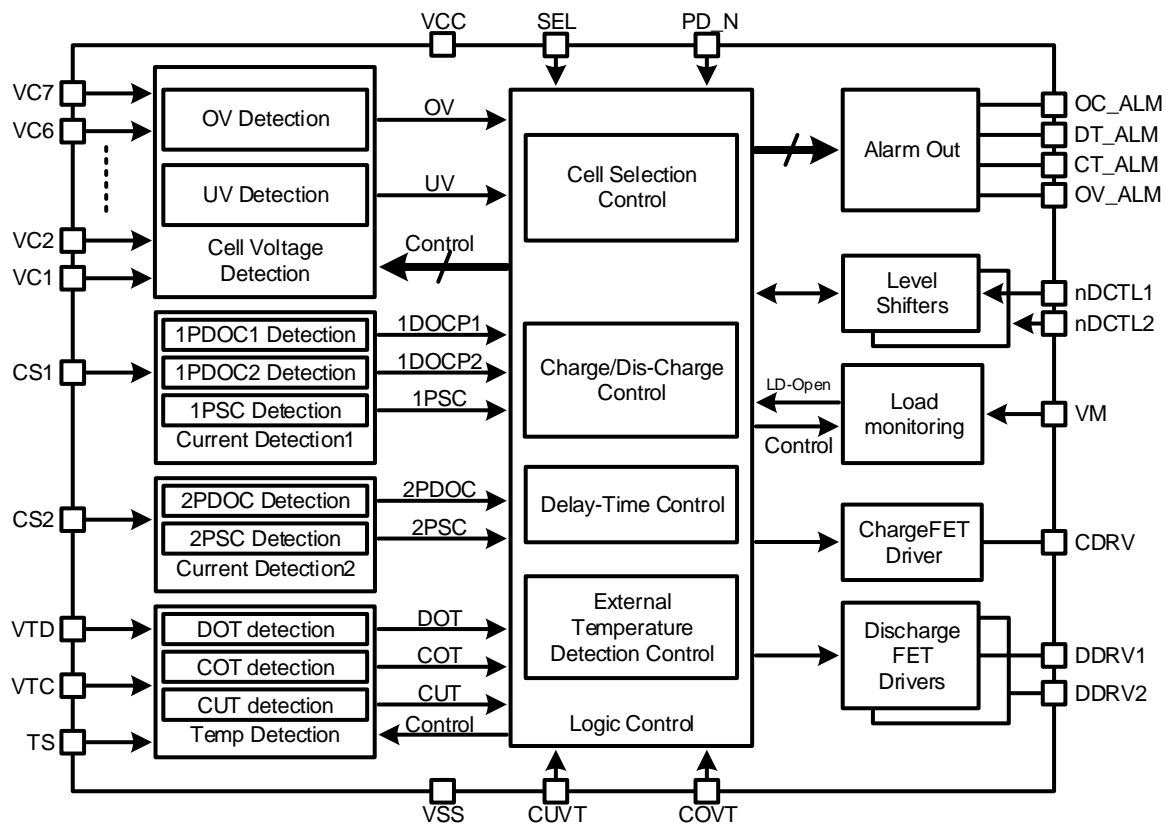 VCC
SEL
PD_N
VC7
VC6
VC2
VC1
CS1
CS2
VTD
VTC
TS
OV Detection
UV Detection
Cell Voltage
Detection
1PDOC1 Detection
1PDOC2 Detection
1PSC Detection
Current Detection1
2PDOC Detection
2PSC Detection
Current Detection2
DOT detection
COT detection
CUT detection
Temp Detection
OV
UV
Control
1DOCP1
1DOCP2
1PSC
2PDOC
2PSC
DOT
COT
CUT
Control
Cell Selection
Control
Charge/Dis-Charge
Control
Delay-Time Control
External
Temperature
Detection Control
Logic Control
LD-Open
Control
Alarm Out
Level
Shifters
Load
monitoring
ChargeFET
Driver
Discharge
FET
Drivers
OC_ALM
DT_ALM
CT_ALM
OV_ALM
nDCTL1
nDCTL2
VM
CDRV
DDRV1
DDRV2
VSS
CUVT
COVT